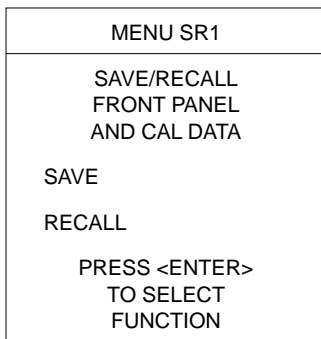 MENU SR1
SAVE/RECALL
FRONT PANEL
AND CAL DATA
SAVE
RECALL
PRESS <ENTER>
TO SELECT
FUNCTION